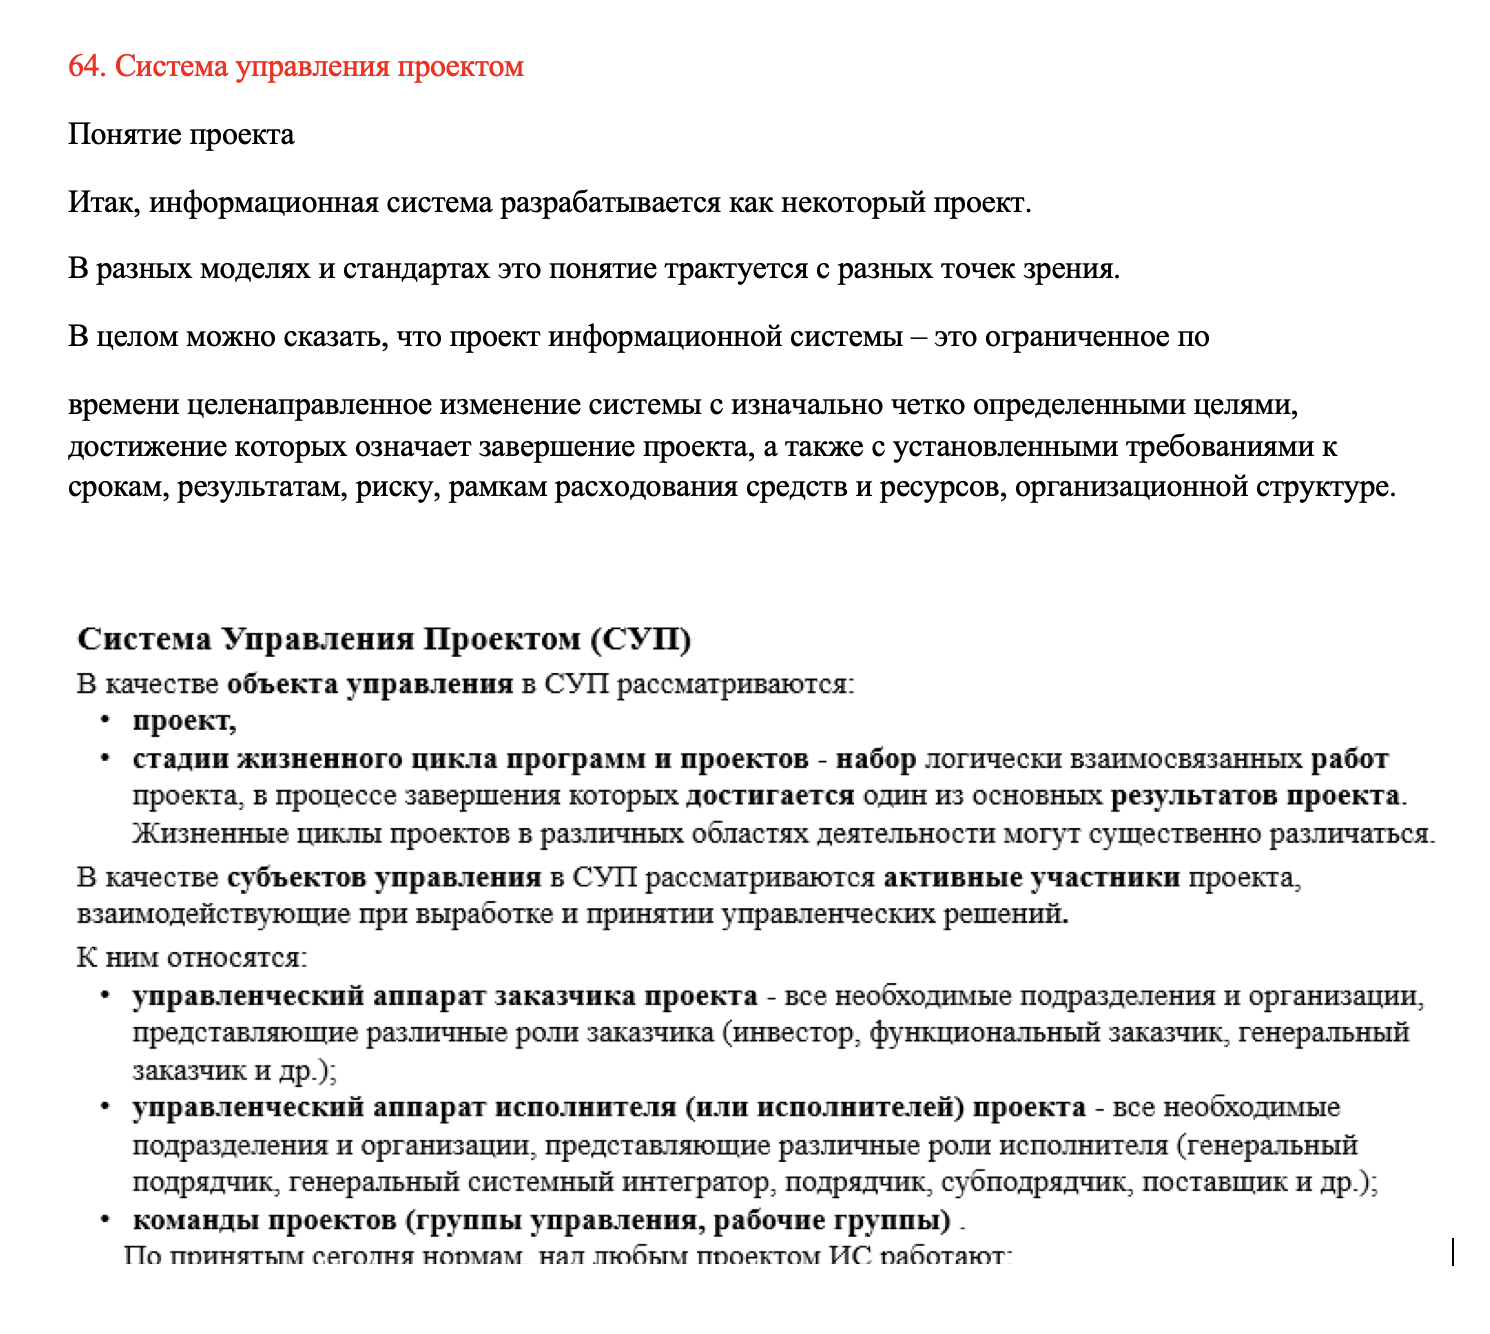 64. Система управления проектом
Понятие проекта
Итак, информационная система разрабатывается как некоторый проект.
В разных моделях и стандартах это понятие трактуется с разных точек зрения.
В целом можно сказать, что проект информационной системы – это ограниченное по
времени целенаправленное изменение системы с изначально четко определенными целями,
достижение которых означает завершение проекта, а также с установленными требованиями к
срокам, результатам, риску, рамкам расходования средств и ресурсов, организационной структуре.
Система Управления Проектом (СУП)
В качестве объекта управления в СУП рассматриваются:
• проект,
• стадии жизненного цикла программ и проектов - набор логически взаимосвязанных работ
проекта, в процессе завершения которых достигается один из основных результатов проекта.
Жизненные циклы проектов в различных областях деятельности могут существенно различаться.
В качестве субъектов управления в СУП рассматриваются активные участники проекта,
взаимодействующие при выработке и принятии управленческих решений.
К ним относятся:
• управленческий аппарат заказчика проекта - все необходимые подразделения и организации,
представляющие различные роли заказчика (инвестор, функциональный заказчик, генеральный
заказчик и др.);
• управленческий аппарат исполнителя (или исполнителей) проекта - все необходимые
подразделения и организации, представляющие различные роли исполнителя (генеральный
подрядчик, генеральный системный интегратор, подрядчик, субподрядчик, поставщик и др.);
• команды проектов (группы управления, рабочие группы) .
По принятым сегодня нормам, над любым проектом ИС работают: